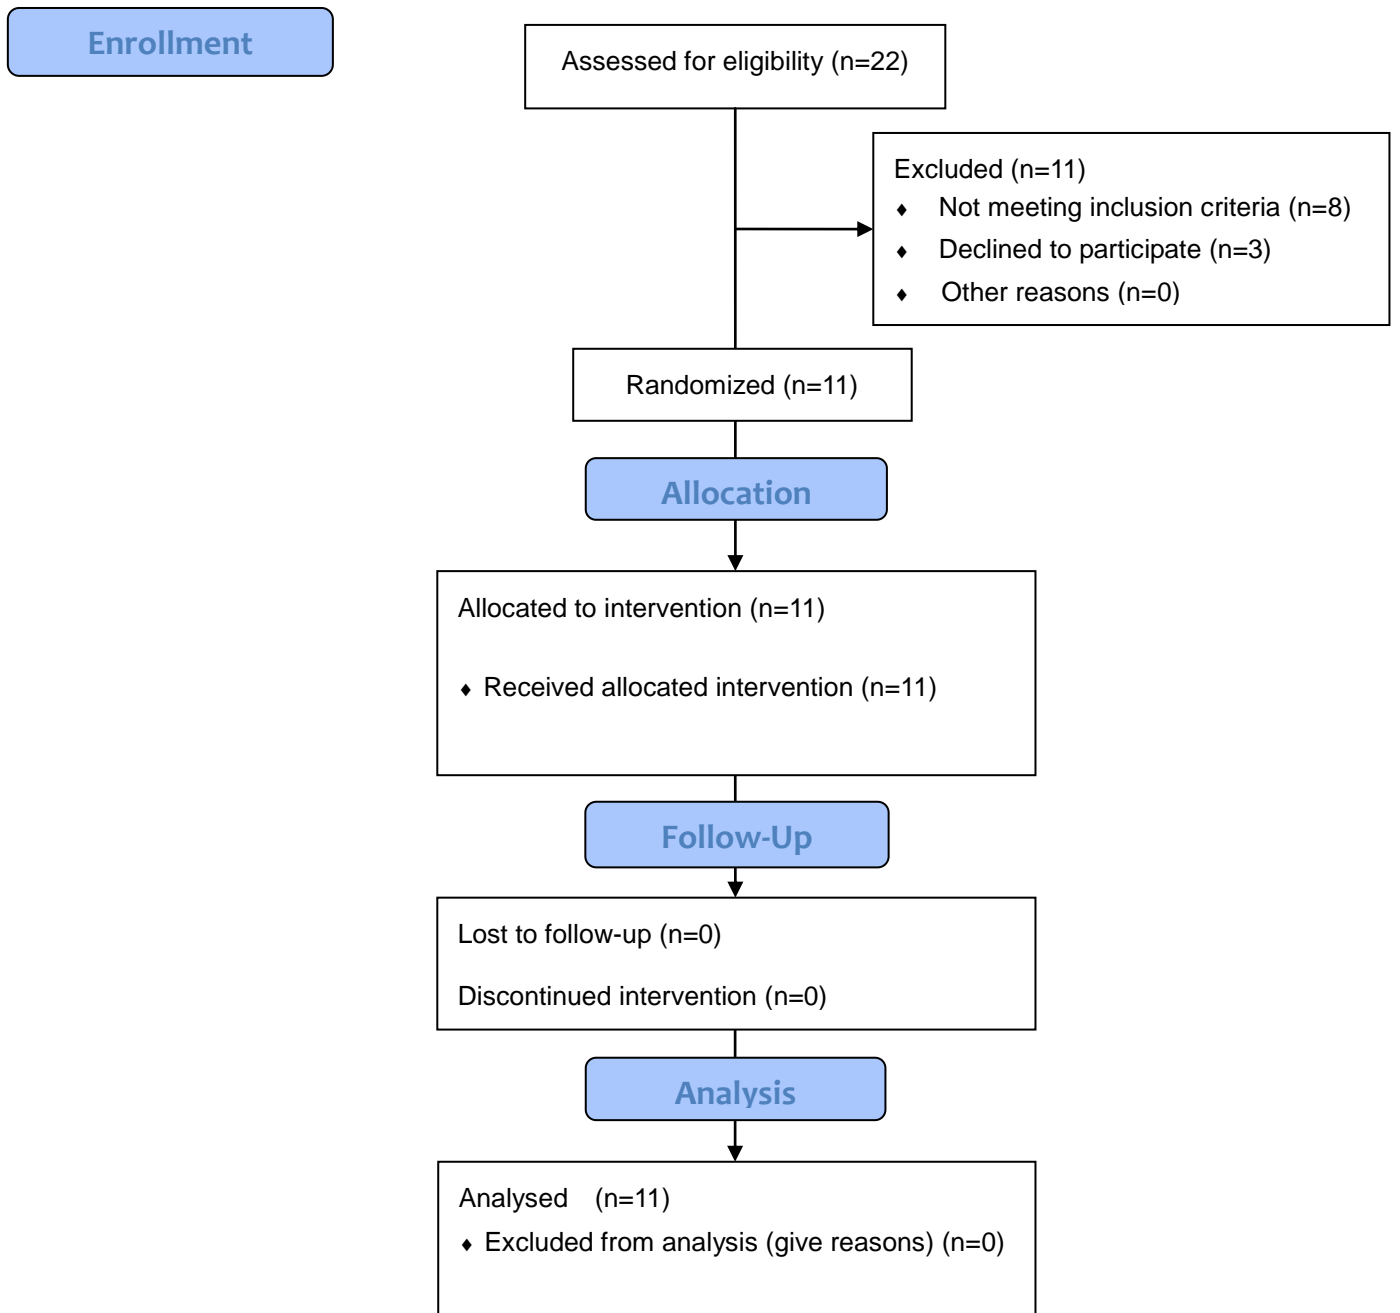 Enrollment
Assessed for eligibility (n=22)
Excluded (n=11)
♦ Not meeting inclusion criteria (n=8)
♦ Declined to participate (n=3)
♦ Other reasons (n=0)
Randomized (n=11)
Allocation
Allocated to intervention (n=11)
♦ Received allocated intervention (n=11)
Follow-Up
Lost to follow-up (n=0)
Discontinued intervention (n=0)
Analysis
Analysed (n=11)
♦ Excluded from analysis (give reasons) (n=0)